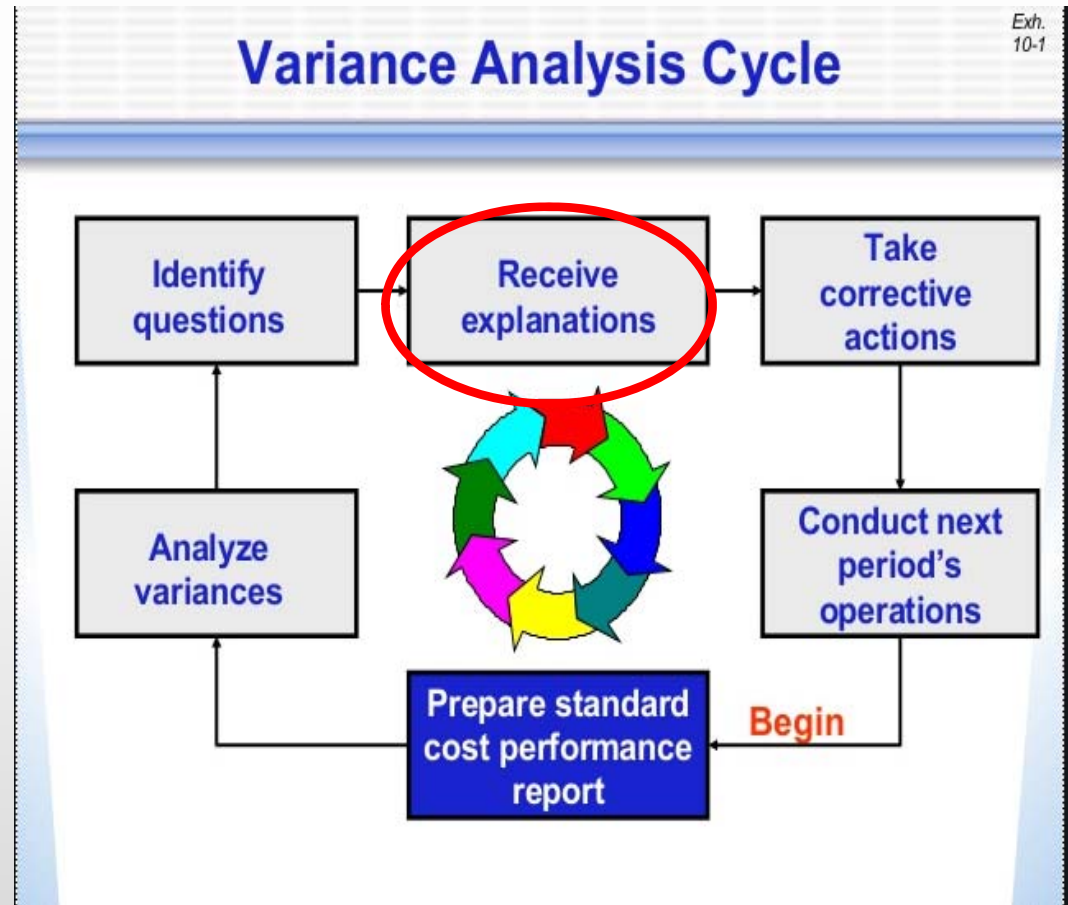 Exh.
10-1
Variance Analysis Cycle
Identify
questions
Receive
explanations
Take
corrective
actions
Analyze
variances
Conduct next
period’s
operations
Prepare standard
cost performance
report
Begin